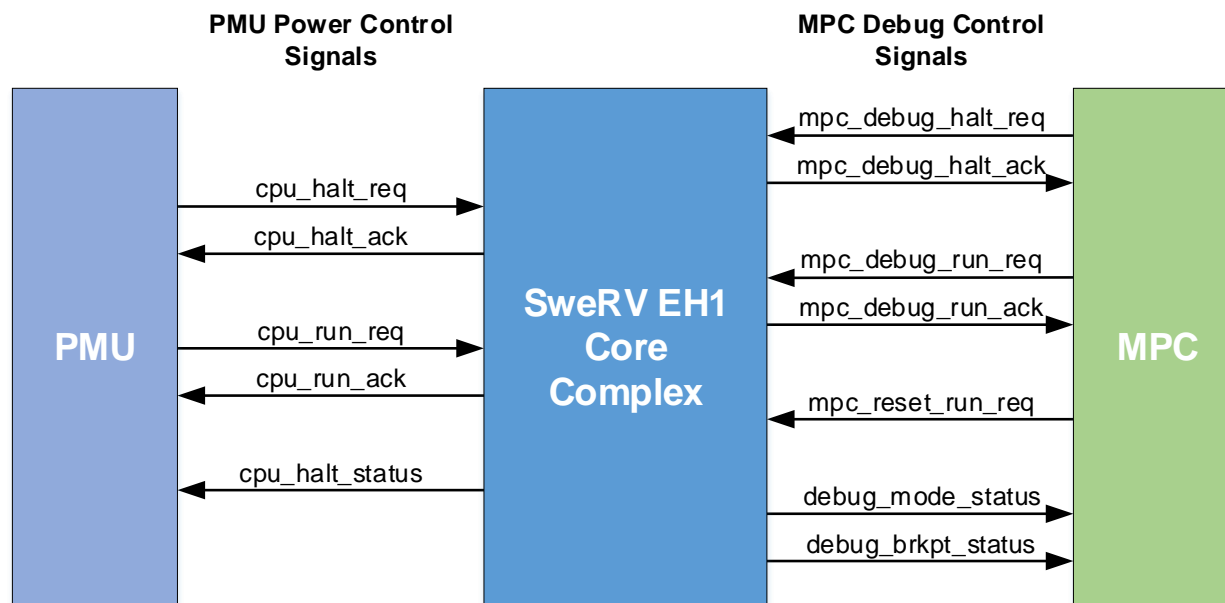 PMU Power Control
Signals
MPC Debug Control
Signals
PMU
cpu_halt_req
cpu_halt_ack
cpu_run_req
cpu_run_ack
cpu_halt_status
SweRV EH1
Core
Complex
mpc_debug_halt_req
mpc_debug_halt_ack
mpc_debug_run_req
mpc_debug_run_ack
mpc_reset_run_req
debug_mode_status
debug_brkpt_status
MPC